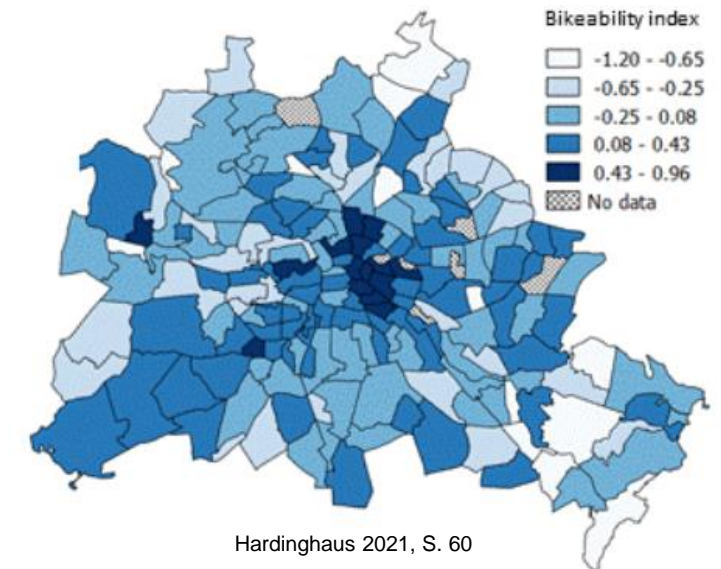 Bikeability index
-1.20 - -0.65
-0.65 - -0.25
-0.25 - 0.08
0.08 - 0.43
0.43 - 0.96
No data
Hardinghaus 2021, S. 60